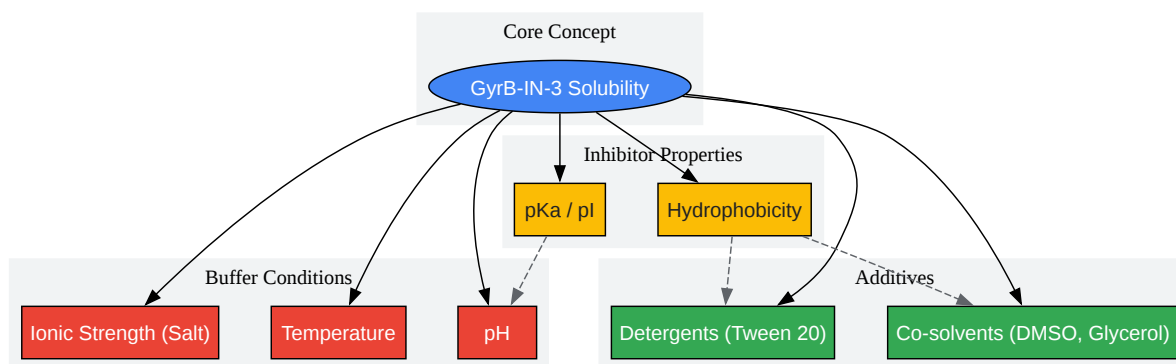 Core Concept
GyrB-IN-3 Solubility
Inhibitor Properties
pKa / pI
Hydrophobicity
Buffer Conditions
Ionic Strength (Salt)
Temperature
pH
Additives
Detergents (Tween 20)
Co-solvents (DMSO, Glycerol)